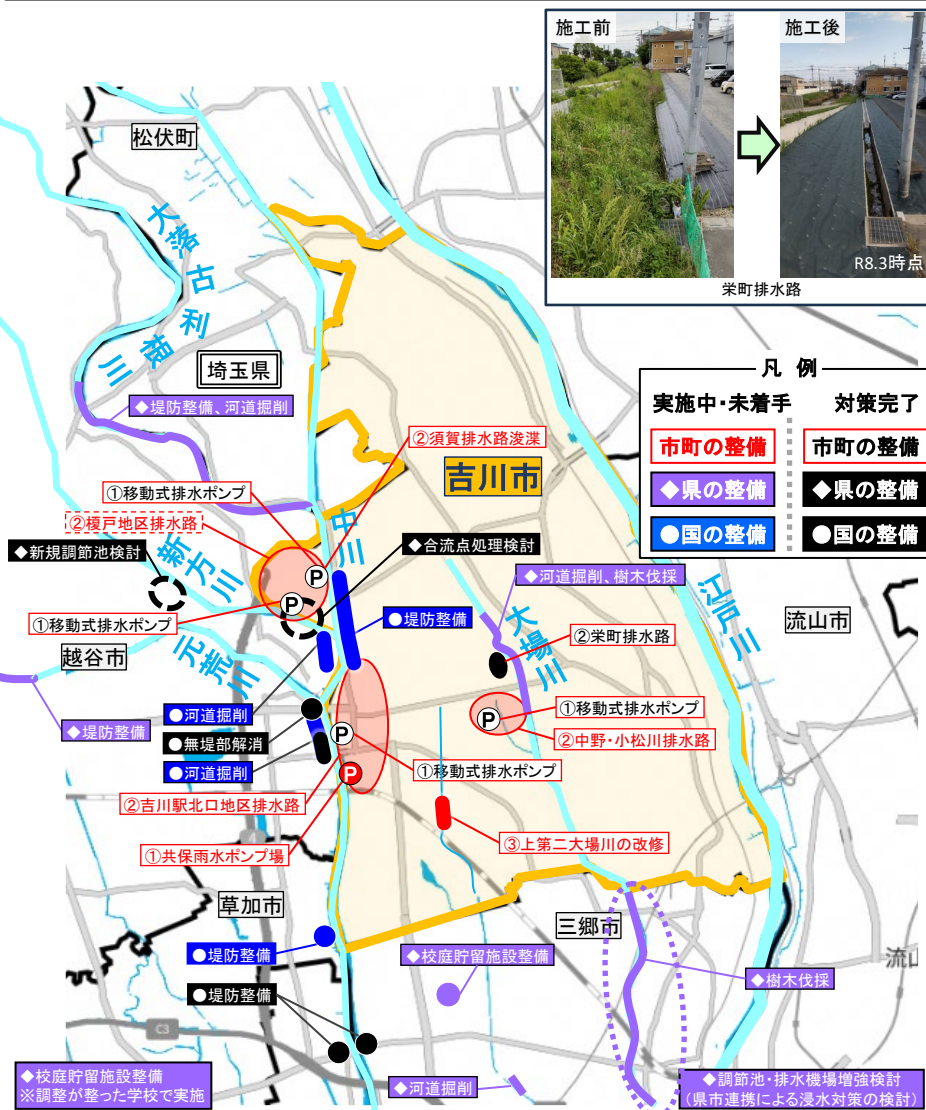 施工前
施工後
R8.3時点
栄町排水路
松伏町
大落古利根川
埼玉県
凡 例
実施中・未着手
対策完了
市町の整備
市町の整備
◆県の整備
◆県の整備
●国の整備
●国の整備
◆堤防整備、河道掘削
②須賀排水路浚渫
吉川市
①移動式排水ポンプ
中川
②榎戸地区排水路
◆新規調節池検討
新方川
◆合流点処理検討
P
◆河道掘削、樹木伐採
江戸川
流山市
P
①移動式排水ポンプ
●堤防整備
大場川
②栄町排水路
越谷市
元荒川
◆堤防整備
●河道掘削
●無堤部解消
●河道掘削
P
①移動式排水ポンプ
P
①移動式排水ポンプ
②中野・小松川排水路
P
②吉川駅北口地区排水路
①共保雨水ポンプ場
③上第二大場川の改修
草加市
三郷市
●堤防整備
◆校庭貯留施設整備
流山
◆樹木伐採
●堤防整備
C3
◆校庭貯留施設整備
※調整が整った学校で実施
◆河道掘削
◆調節池・排水機場増強検討
(県市連携による浸水対策の検討)